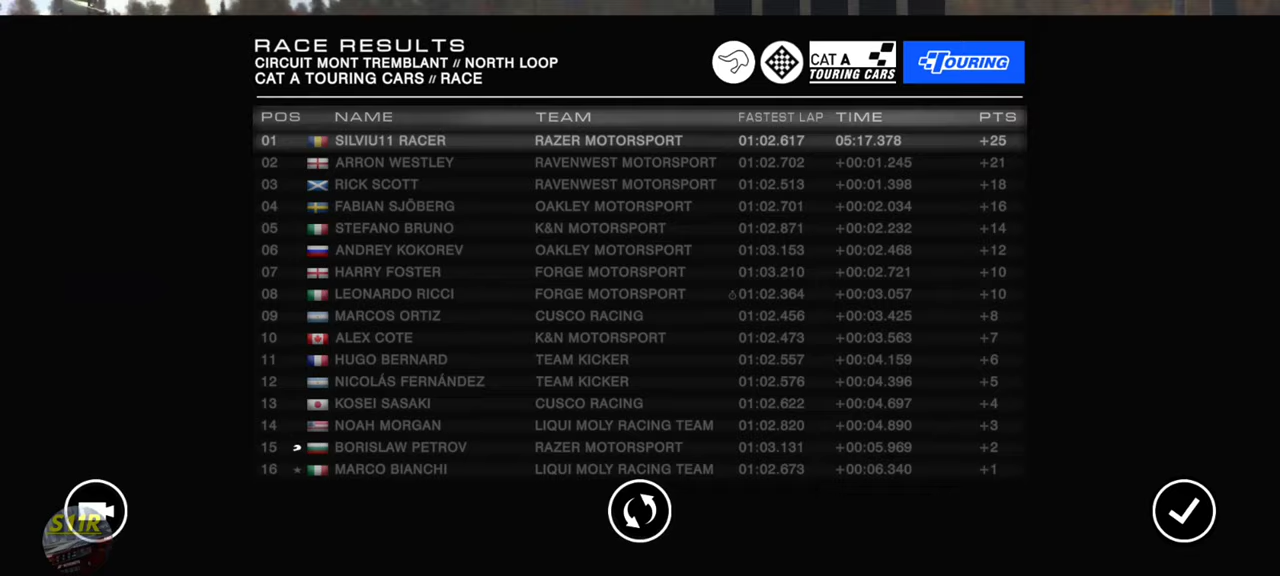 RACE RESULTS
CIRCUIT MONT TREMBLANT // NORTH LOOP
CAT A TOURING CARS // RACE
CAT A
TOURING CARS
TOURING
POS NAME TEAM FASTEST LAP TIME PTS
01 SILVIU11 RACER RAZER MOTORSPORT 01:02.617 05:17.378 +25
02 ARRON WESTLEY RAVENWEST MOTORSPORT 01:02.702 +00:01.245 +21
03 RICK SCOTT RAVENWEST MOTORSPORT 01:02.513 +00:01.398 +18
04 FABIAN SJÖBERG OAKLEY MOTORSPORT 01:02.701 +00:02.034 +16
05 STEFANO BRUNO K&N MOTORSPORT 01:02.871 +00:02.232 +14
06 ANDREY KOKOREV OAKLEY MOTORSPORT 01:03.153 +00:02.468 +12
07 HARRY FOSTER FORGE MOTORSPORT 01:03.210 +00:02.721 +10
08 LEONARDO RICCI FORGE MOTORSPORT 01:02.364 +00:03.057 +10
09 MARCOS ORTIZ CUSCO RACING 01:02.456 +00:03.425 +8
10 ALEX COTE K&N MOTORSPORT 01:02.473 +00:03.563 +7
11 HUGO BERNARD TEAM KICKER 01:02.557 +00:04.159 +6
12 NICOLÁS FERNÁNDEZ TEAM KICKER 01:02.576 +00:04.396 +5
13 KOSEI SASAKI CUSCO RACING 01:02.622 +00:04.697 +4
14 NOAH MORGAN LIQUI MOLY RACING TEAM 01:02.820 +00:04.890 +3
15 BORISLAW PETROV RAZER MOTORSPORT 01:03.131 +00:05.969 +2
16 MARCO BIANCHI LIQUI MOLY RACING TEAM 01:02.673 +00:06.340 +1
S11R